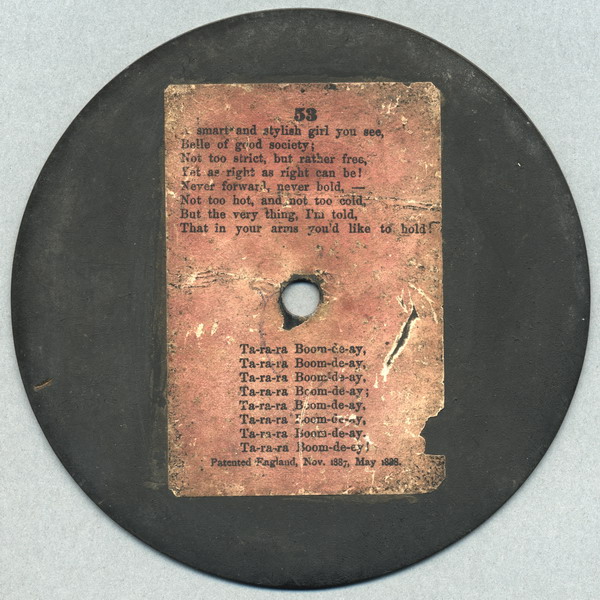 53
A smart and stylish girl you see,
Belle of good society;
Not too strict, but rather free,
Yet as right as right can be!
Never forward, never bold, —
Not too hot, and not too cold,
But the very thing, I'm told,
That in your arms you'd like to hold!
Ta-ra-ra Boom-de-ay,
Ta-ra-ra Boom-de-ay,
Ta-ra-ra Boom-de-ay,
Ta-ra-ra Boom-de-ay;
Ta-ra-ra Boom-de-ay,
Ta-ra-ra Boom-de-ay,
Ta-ra-ra Boom-de-ay.
Ta-ra-ra Boom-de-ay!
Patented England, Nov. 1887, May 1888.